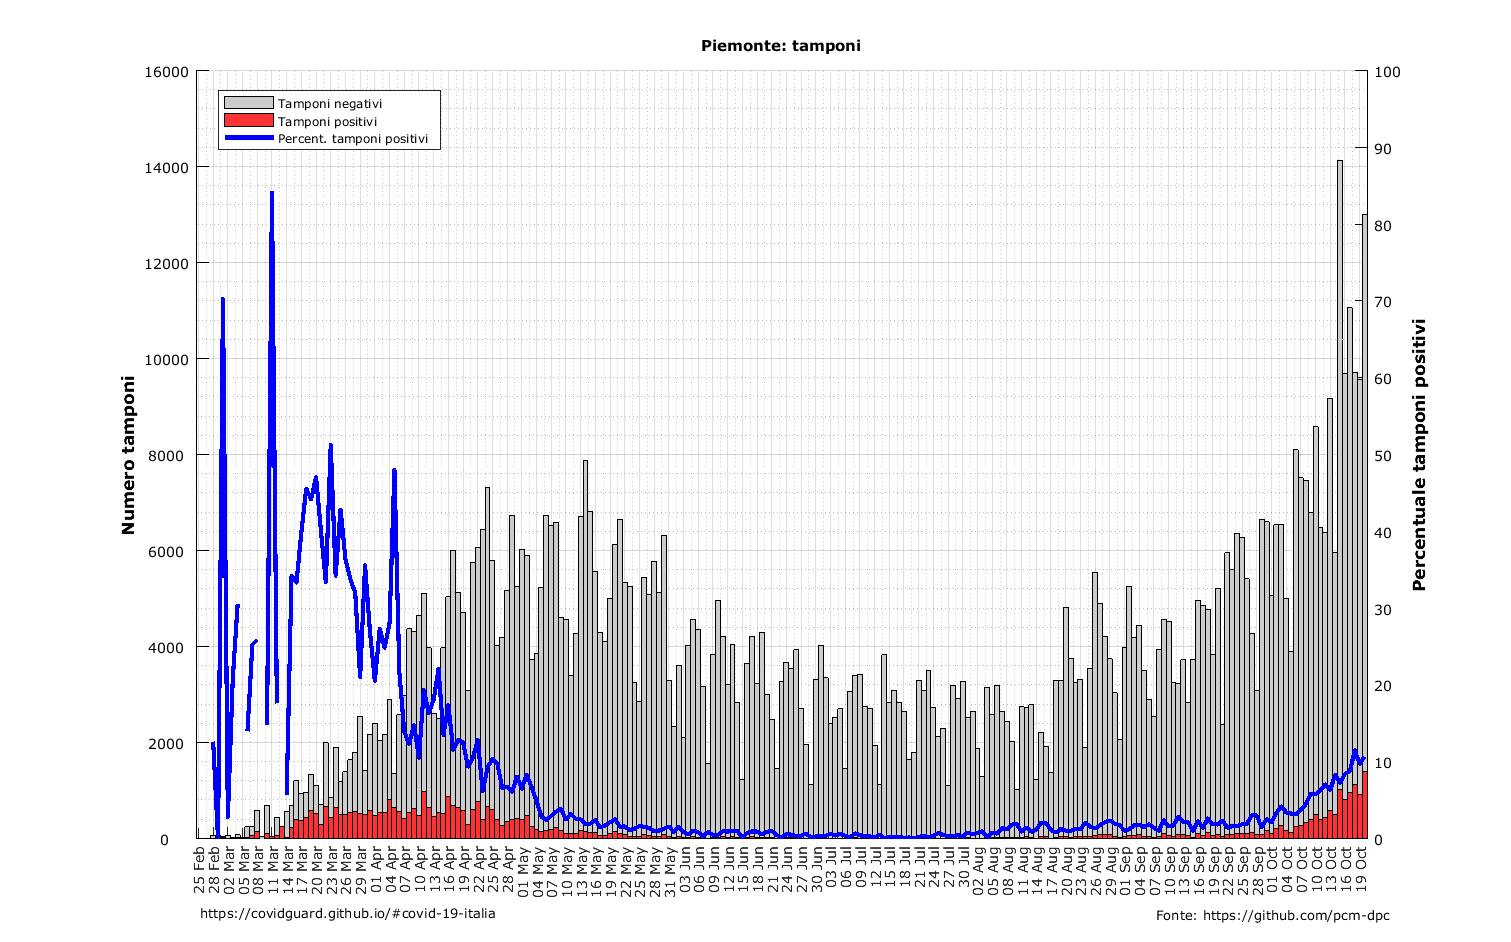 Piemonte: tamponi
Tamponi negativi
Tamponi positivi
Percent. tamponi positivi
Numero tamponi
16000
14000
12000
10000
8000
6000
4000
2000
0
Percentuale tamponi positivi
100
90
80
70
60
50
40
30
20
10
0
25 Feb
28 Feb
02 Mar
05 Mar
08 Mar
11 Mar
14 Mar
17 Mar
20 Mar
23 Mar
26 Mar
29 Mar
01 Apr
04 Apr
07 Apr
10 Apr
13 Apr
16 Apr
19 Apr
22 Apr
25 Apr
28 Apr
01 May
04 May
07 May
10 May
13 May
16 May
19 May
22 May
25 May
28 May
31 May
03 Jun
06 Jun
09 Jun
12 Jun
15 Jun
18 Jun
21 Jun
24 Jun
27 Jun
30 Jun
03 Jul
06 Jul
09 Jul
12 Jul
15 Jul
18 Jul
21 Jul
24 Jul
27 Jul
30 Jul
02 Aug
05 Aug
08 Aug
11 Aug
14 Aug
17 Aug
20 Aug
23 Aug
26 Aug
29 Aug
01 Sep
04 Sep
07 Sep
10 Sep
13 Sep
16 Sep
19 Sep
22 Sep
25 Sep
28 Sep
01 Oct
04 Oct
07 Oct
10 Oct
13 Oct
16 Oct
19 Oct
https://covidguard.github.io/#covid-19-italia
Fonte: https://github.com/pcm-dpc